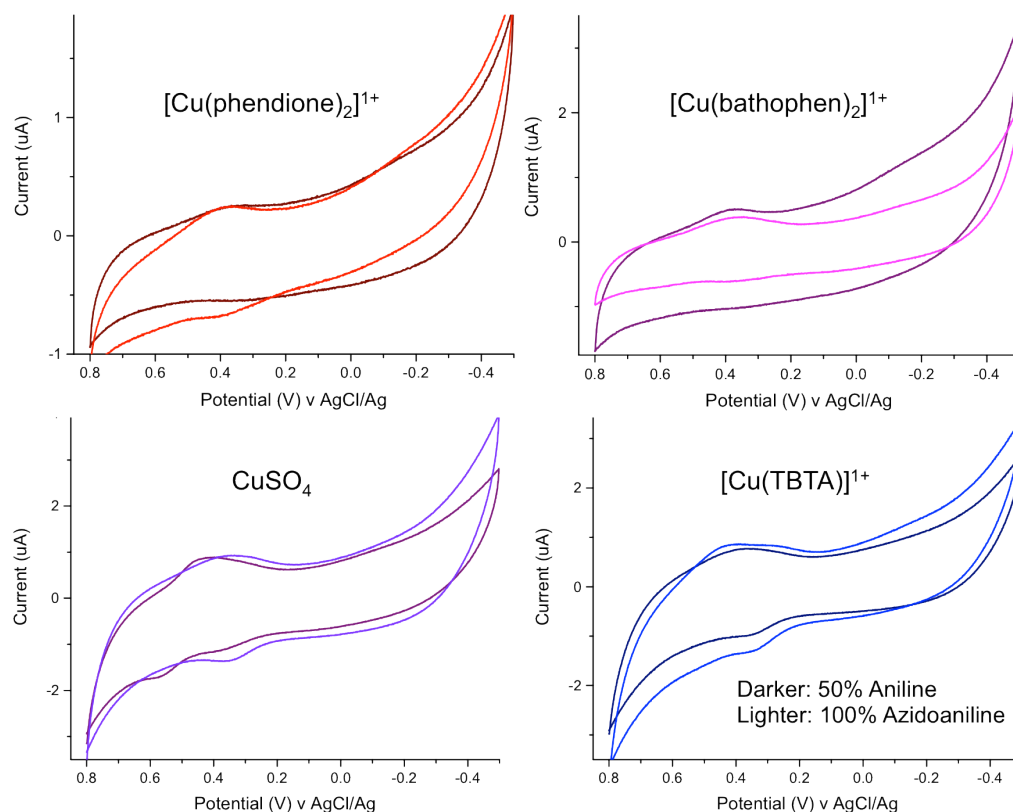 [Cu(phendione)2]1+
1
0
-1
Current (uA)
0.8 0.6 0.4 0.2 0.0 -0.2 -0.4
Potential (V) v AgCl/Ag
[Cu(bathophen)2]1+
2
0
Current (uA)
0.8 0.6 0.4 0.2 0.0 -0.2 -0.4
Potential (V) v AgCl/Ag
CuSO4
2
0
-2
Current (uA)
0.8 0.6 0.4 0.2 0.0 -0.2 -0.4
Potential (V) v AgCl/Ag
[Cu(TBTA)]1+
2
0
-2
Current (uA)
Darker: 50% Aniline
Lighter: 100% Azidoaniline
0.8 0.6 0.4 0.2 0.0 -0.2 -0.4
Potential (V) v AgCl/Ag